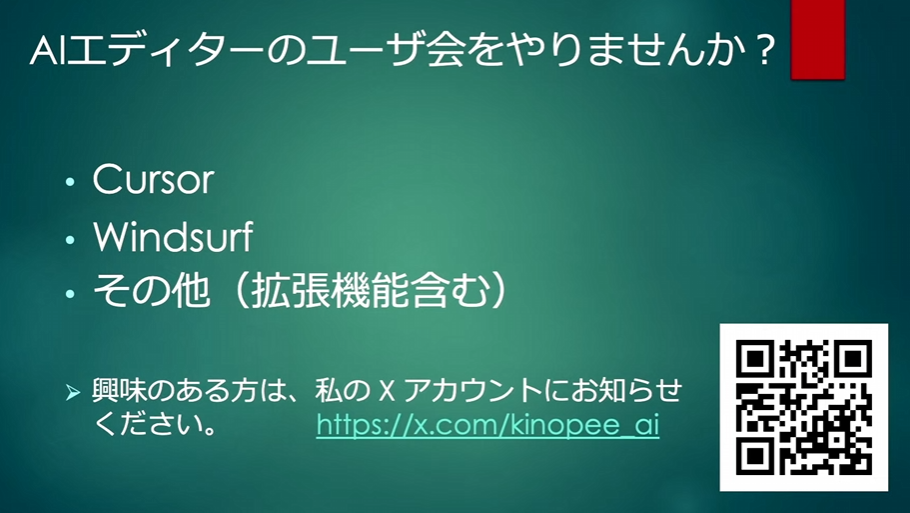 AIエディターのユーザ会をやりませんか？
• Cursor
• Windsurf
• その他（拡張機能含む）
➢ 興味のある方は、私の X アカウントにお知らせ
ください。 https://x.com/kinopee_ai